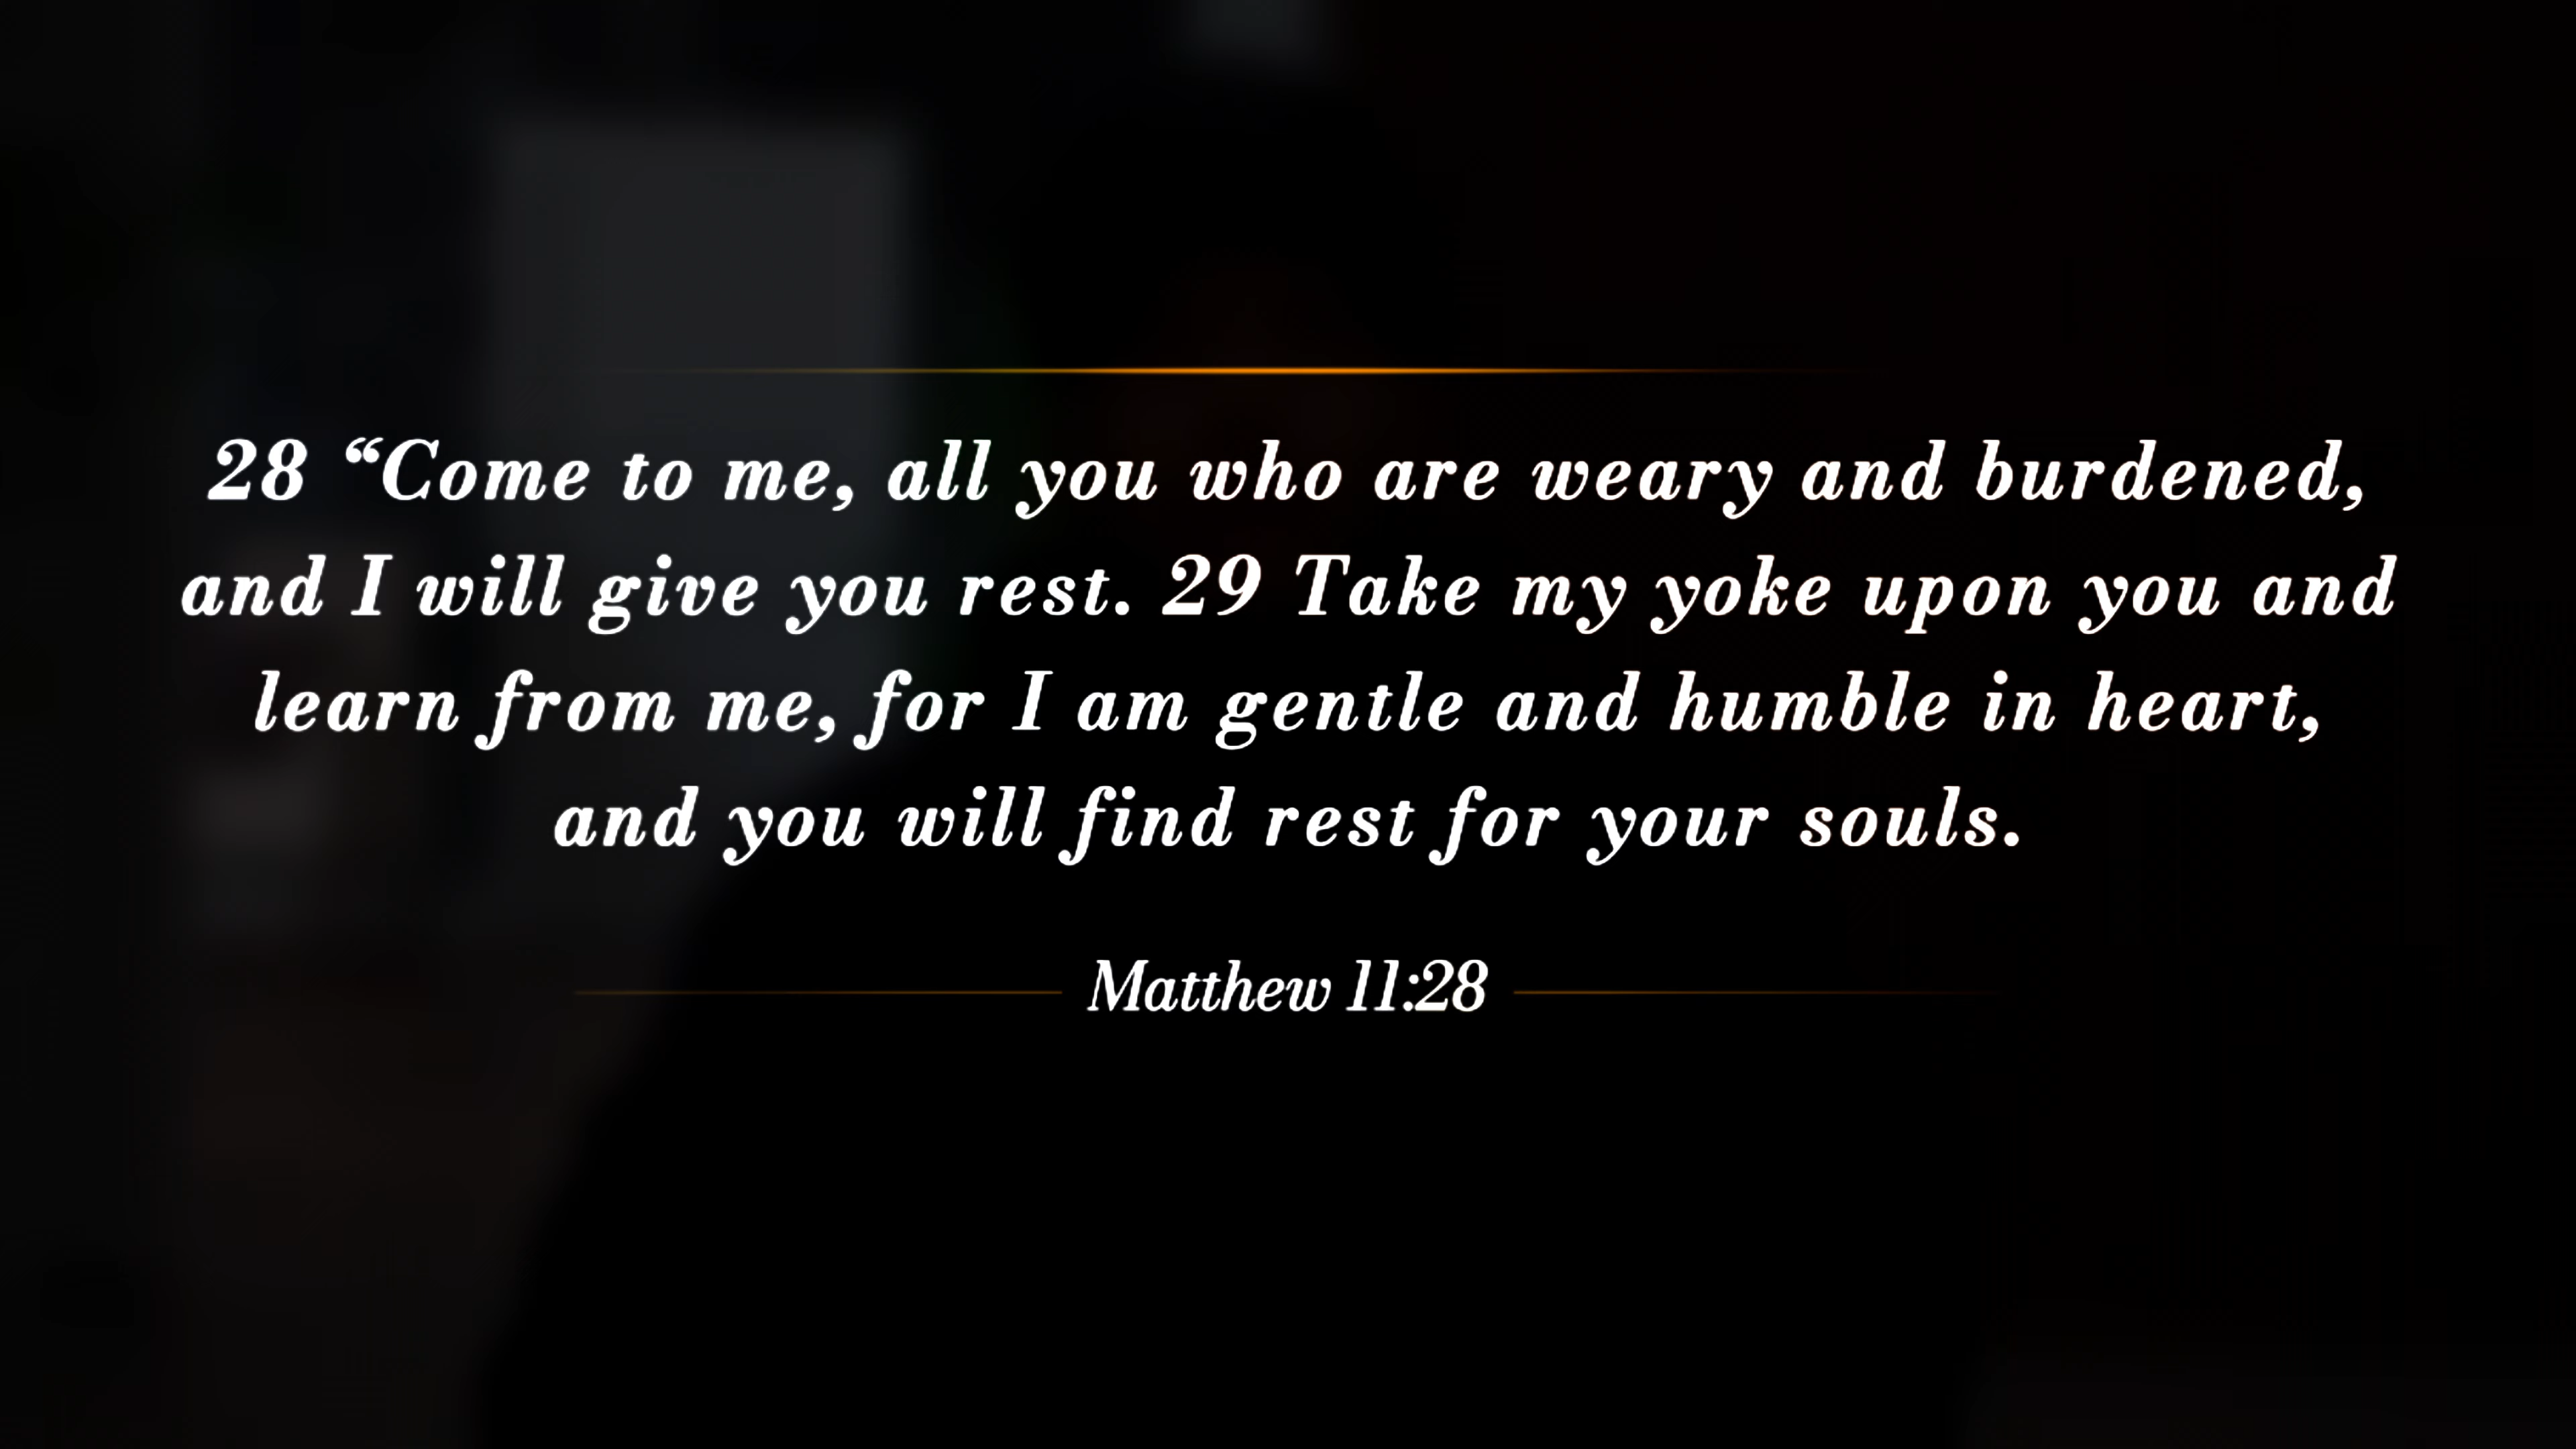 28 “Come to me, all you who are weary and burdened,
and I will give you rest. 29 Take my yoke upon you and
learn from me, for I am gentle and humble in heart,
and you will find rest for your souls.
Matthew 11:28